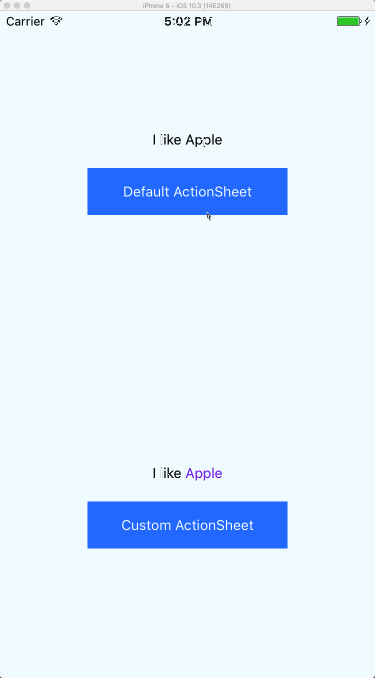 iPhone 6 – iOS 10.3 (14E269)
Carrier 5:02 PM
I like Apple
Default ActionSheet
I like Apple
Custom ActionSheet